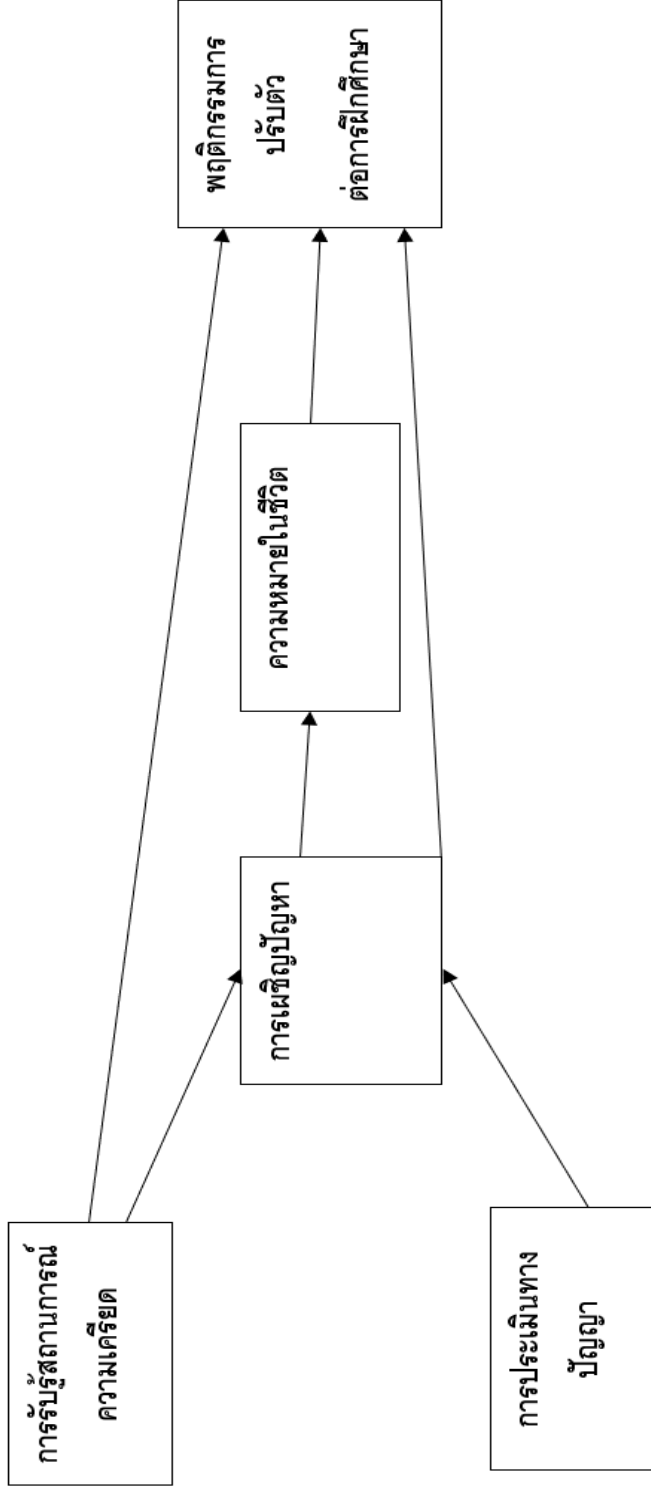 การรับรู้สถานการณ์
ความเครียด
การประเมินทาง
ปัญญา
การเผชิญปัญหา
ความหมายในชีวิต
พฤติกรรมการ
ปรับตัว
ต่อการฝึกศึกษา